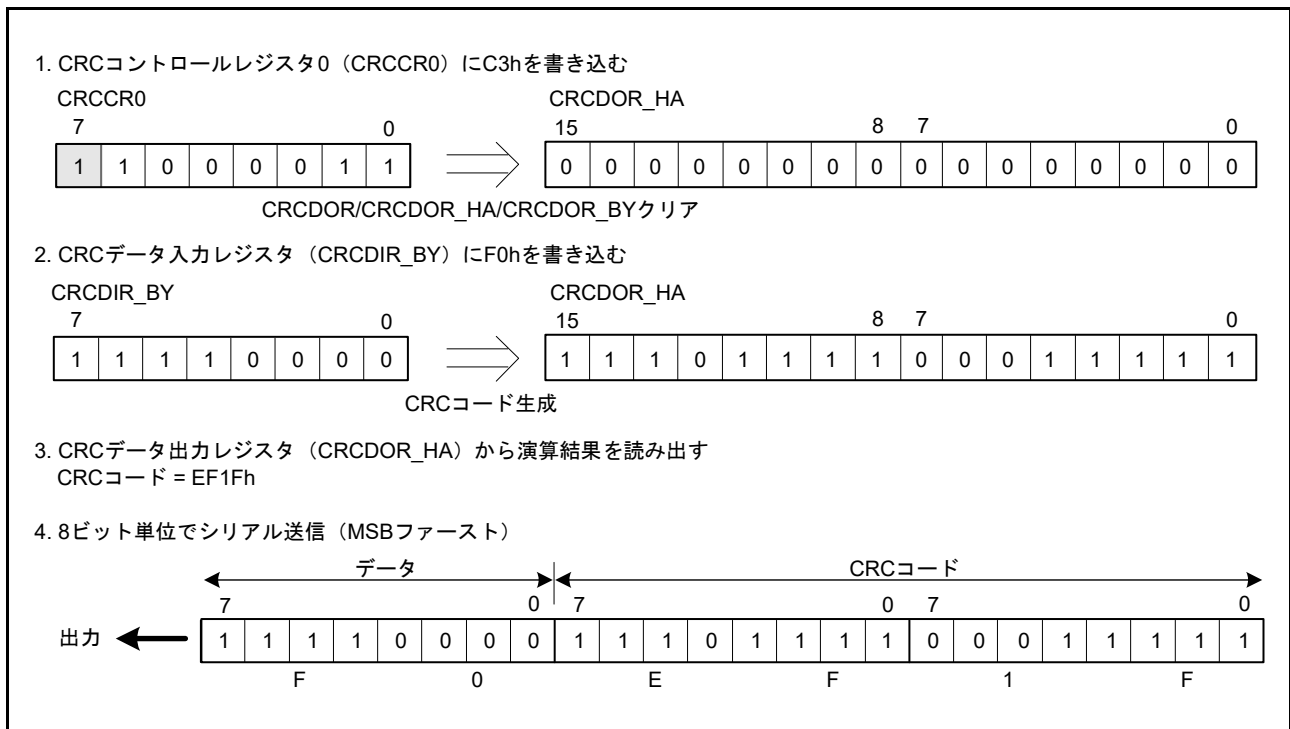 1. CRCコントロールレジスタ0（CRCCR0）にC3hを書き込む
CRCCR0 CRCDOR_HA
7 0 15 8 7 0
1 1 0 0 0 0 1 1 0 0 0 0 0 0 0 0 0 0 0 0 0 0 0 0
CRCDOR/CRCDOR_HA/CRCDOR_BYクリア
2. CRCデータ入力レジスタ（CRCDIR_BY）にF0hを書き込む
CRCDIR_BY CRCDOR_HA
7 0 15 8 7 0
1 1 1 1 0 0 0 0 1 1 1 0 1 1 1 1 0 0 0 1 1 1 1 1
CRCコード生成
3. CRCデータ出力レジスタ（CRCDOR_HA）から演算結果を読み出す
CRCコード = EF1Fh
4. 8ビット単位でシリアル送信（MSBファースト）
データ CRCコード
7 0 7 0 7 0
出力 1 1 1 1 0 0 0 0 1 1 1 0 1 1 1 1 0 0 0 1 1 1 1 1
F 0 E F 1 F